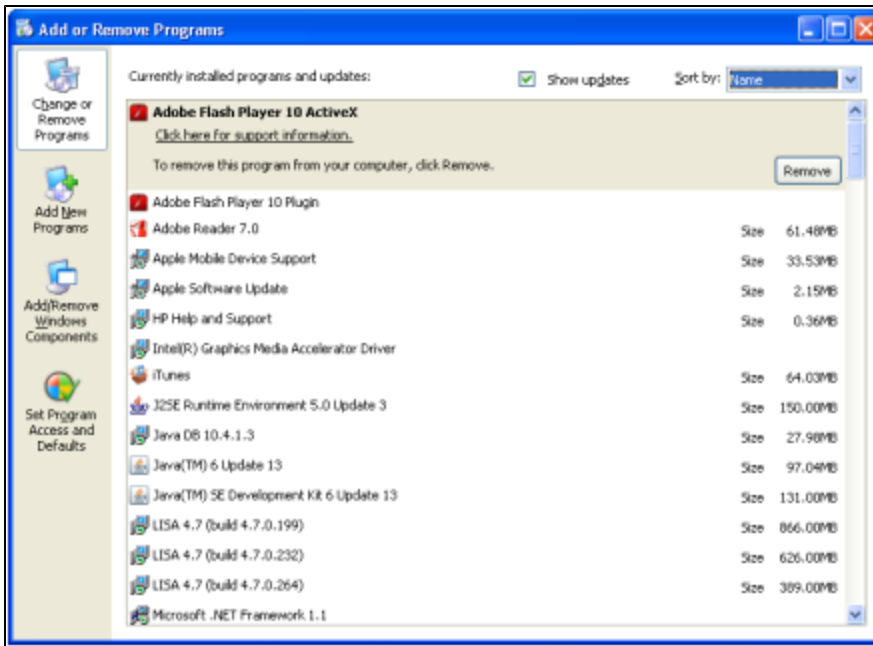 Add or Remove Programs
Change or
Remove
Programs
Add New
Programs
Add/Remove
Windows
Components
Set Program
Access and
Defaults
Currently installed programs and updates:
Show updates
Sort by: Name
Adobe Flash Player 10 ActiveX
Click here for support information.
To remove this program from your computer, click Remove.
Remove
Adobe Flash Player 10 Plugin
Adobe Reader 7.0 Size 61.48MB
Apple Mobile Device Support Size 33.53MB
Apple Software Update Size 2.15MB
HP Help and Support Size 0.36MB
Intel(R) Graphics Media Accelerator Driver
iTunes Size 64.03MB
J2SE Runtime Environment 5.0 Update 3 Size 150.00MB
Java DB 10.4.1.3 Size 27.98MB
Java(TM) 6 Update 13 Size 97.04MB
Java(TM) SE Development Kit 6 Update 13 Size 131.00MB
LISA 4.7 (build 4.7.0.199) Size 866.00MB
LISA 4.7 (build 4.7.0.232) Size 626.00MB
LISA 4.7 (build 4.7.0.264) Size 389.00MB
Microsoft .NET Framework 1.1